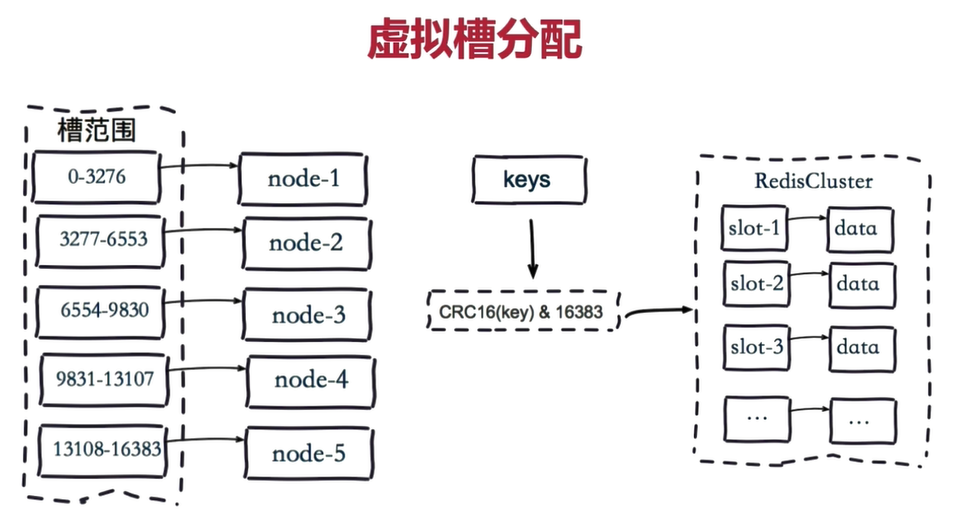 虚拟槽分配
槽范围
0-3276
node-1
3277-6553
node-2
6554-9830
node-3
9831-13107
node-4
13108-16383
node-5
keys
CRC16(key) & 16383
RedisCluster
slot-1
data
slot-2
data
slot-3
data
...
...